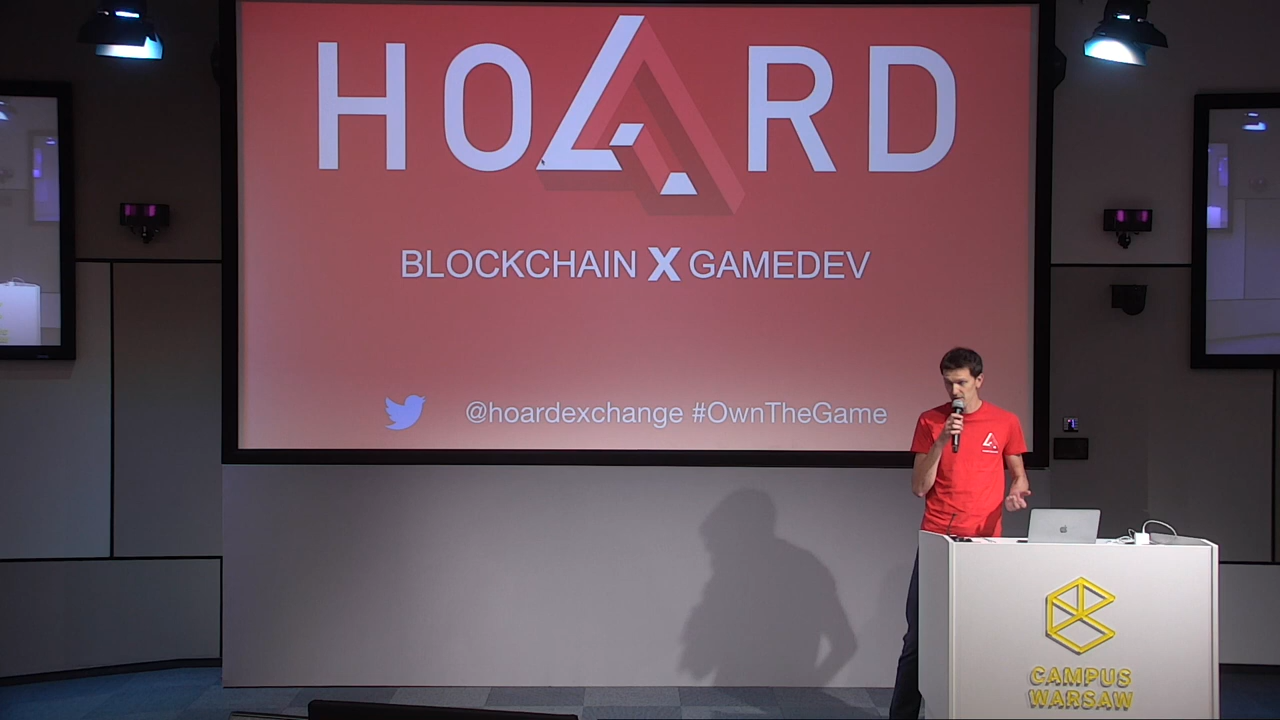 HOARD
BLOCKCHAIN X GAMEDEV
@hoardexchange #OwnTheGame
CAMPUS
WARSAW